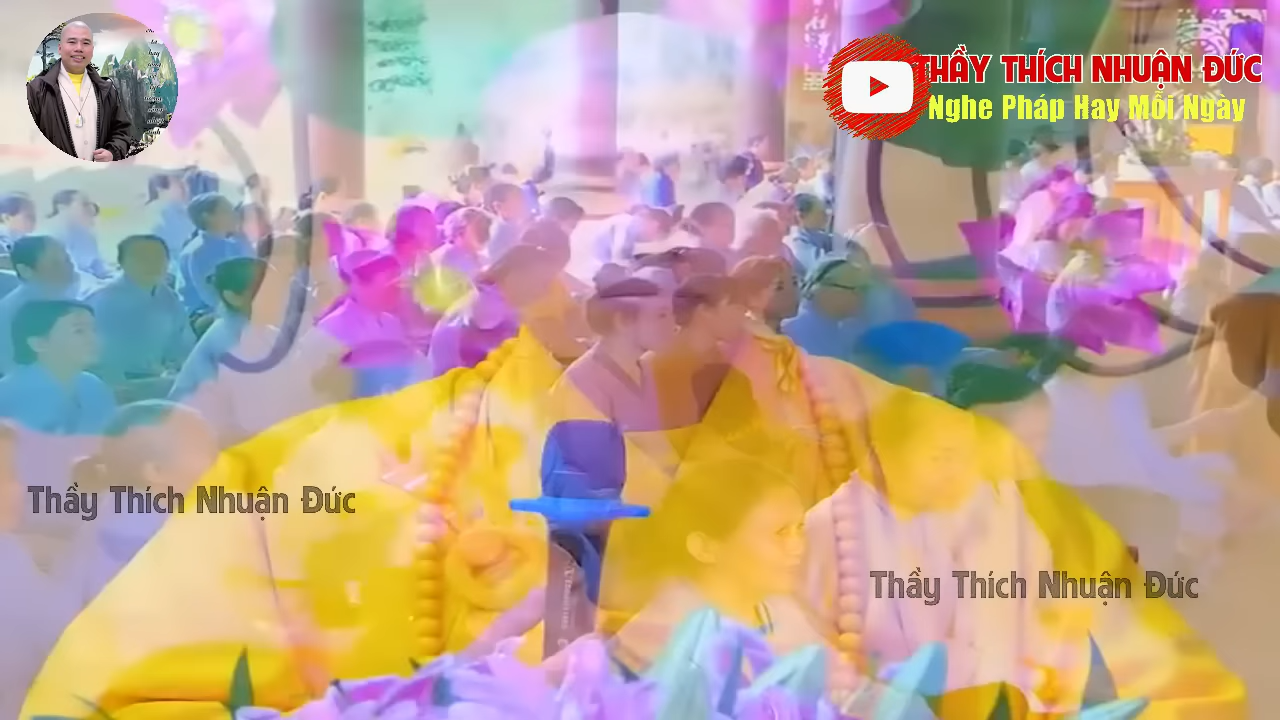 THẦY THÍCH NHUẬN ĐỨC
Nghe Pháp Hay Mỗi Ngày
Thầy Thích Nhuận Đức
Thầy Thích Nhuận Đức